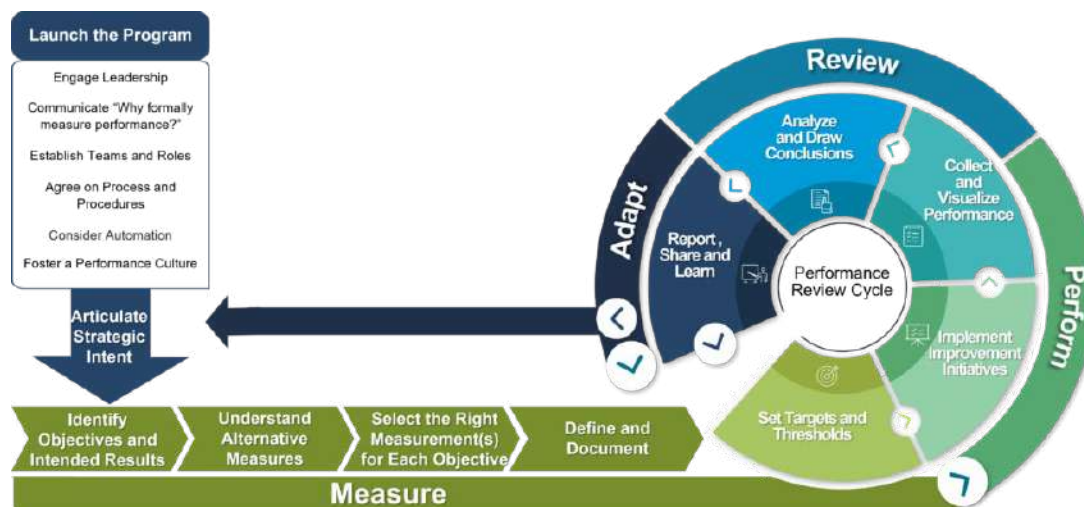 Launch the Program
Engage Leadership
Communicate “Why formally
measure performance?”
Establish Teams and Roles
Agree on Process and
Procedures
Consider Automation
Foster a Performance Culture
Articulate
Strategic
Intent
Identify
Objectives and
Intended Results
Understand
Alternative
Measures
Select the Right
Measurement(s)
for Each Objective
Define and
Document
Measure
Set Targets and
Thresholds
Implement
Improvement
Initiatives
Collect
and
Visualize
Performance
Analyze
and Draw
Conclusions
Report ,
Share and
Learn
Performance
Review Cycle
Perform
Review
Adapt